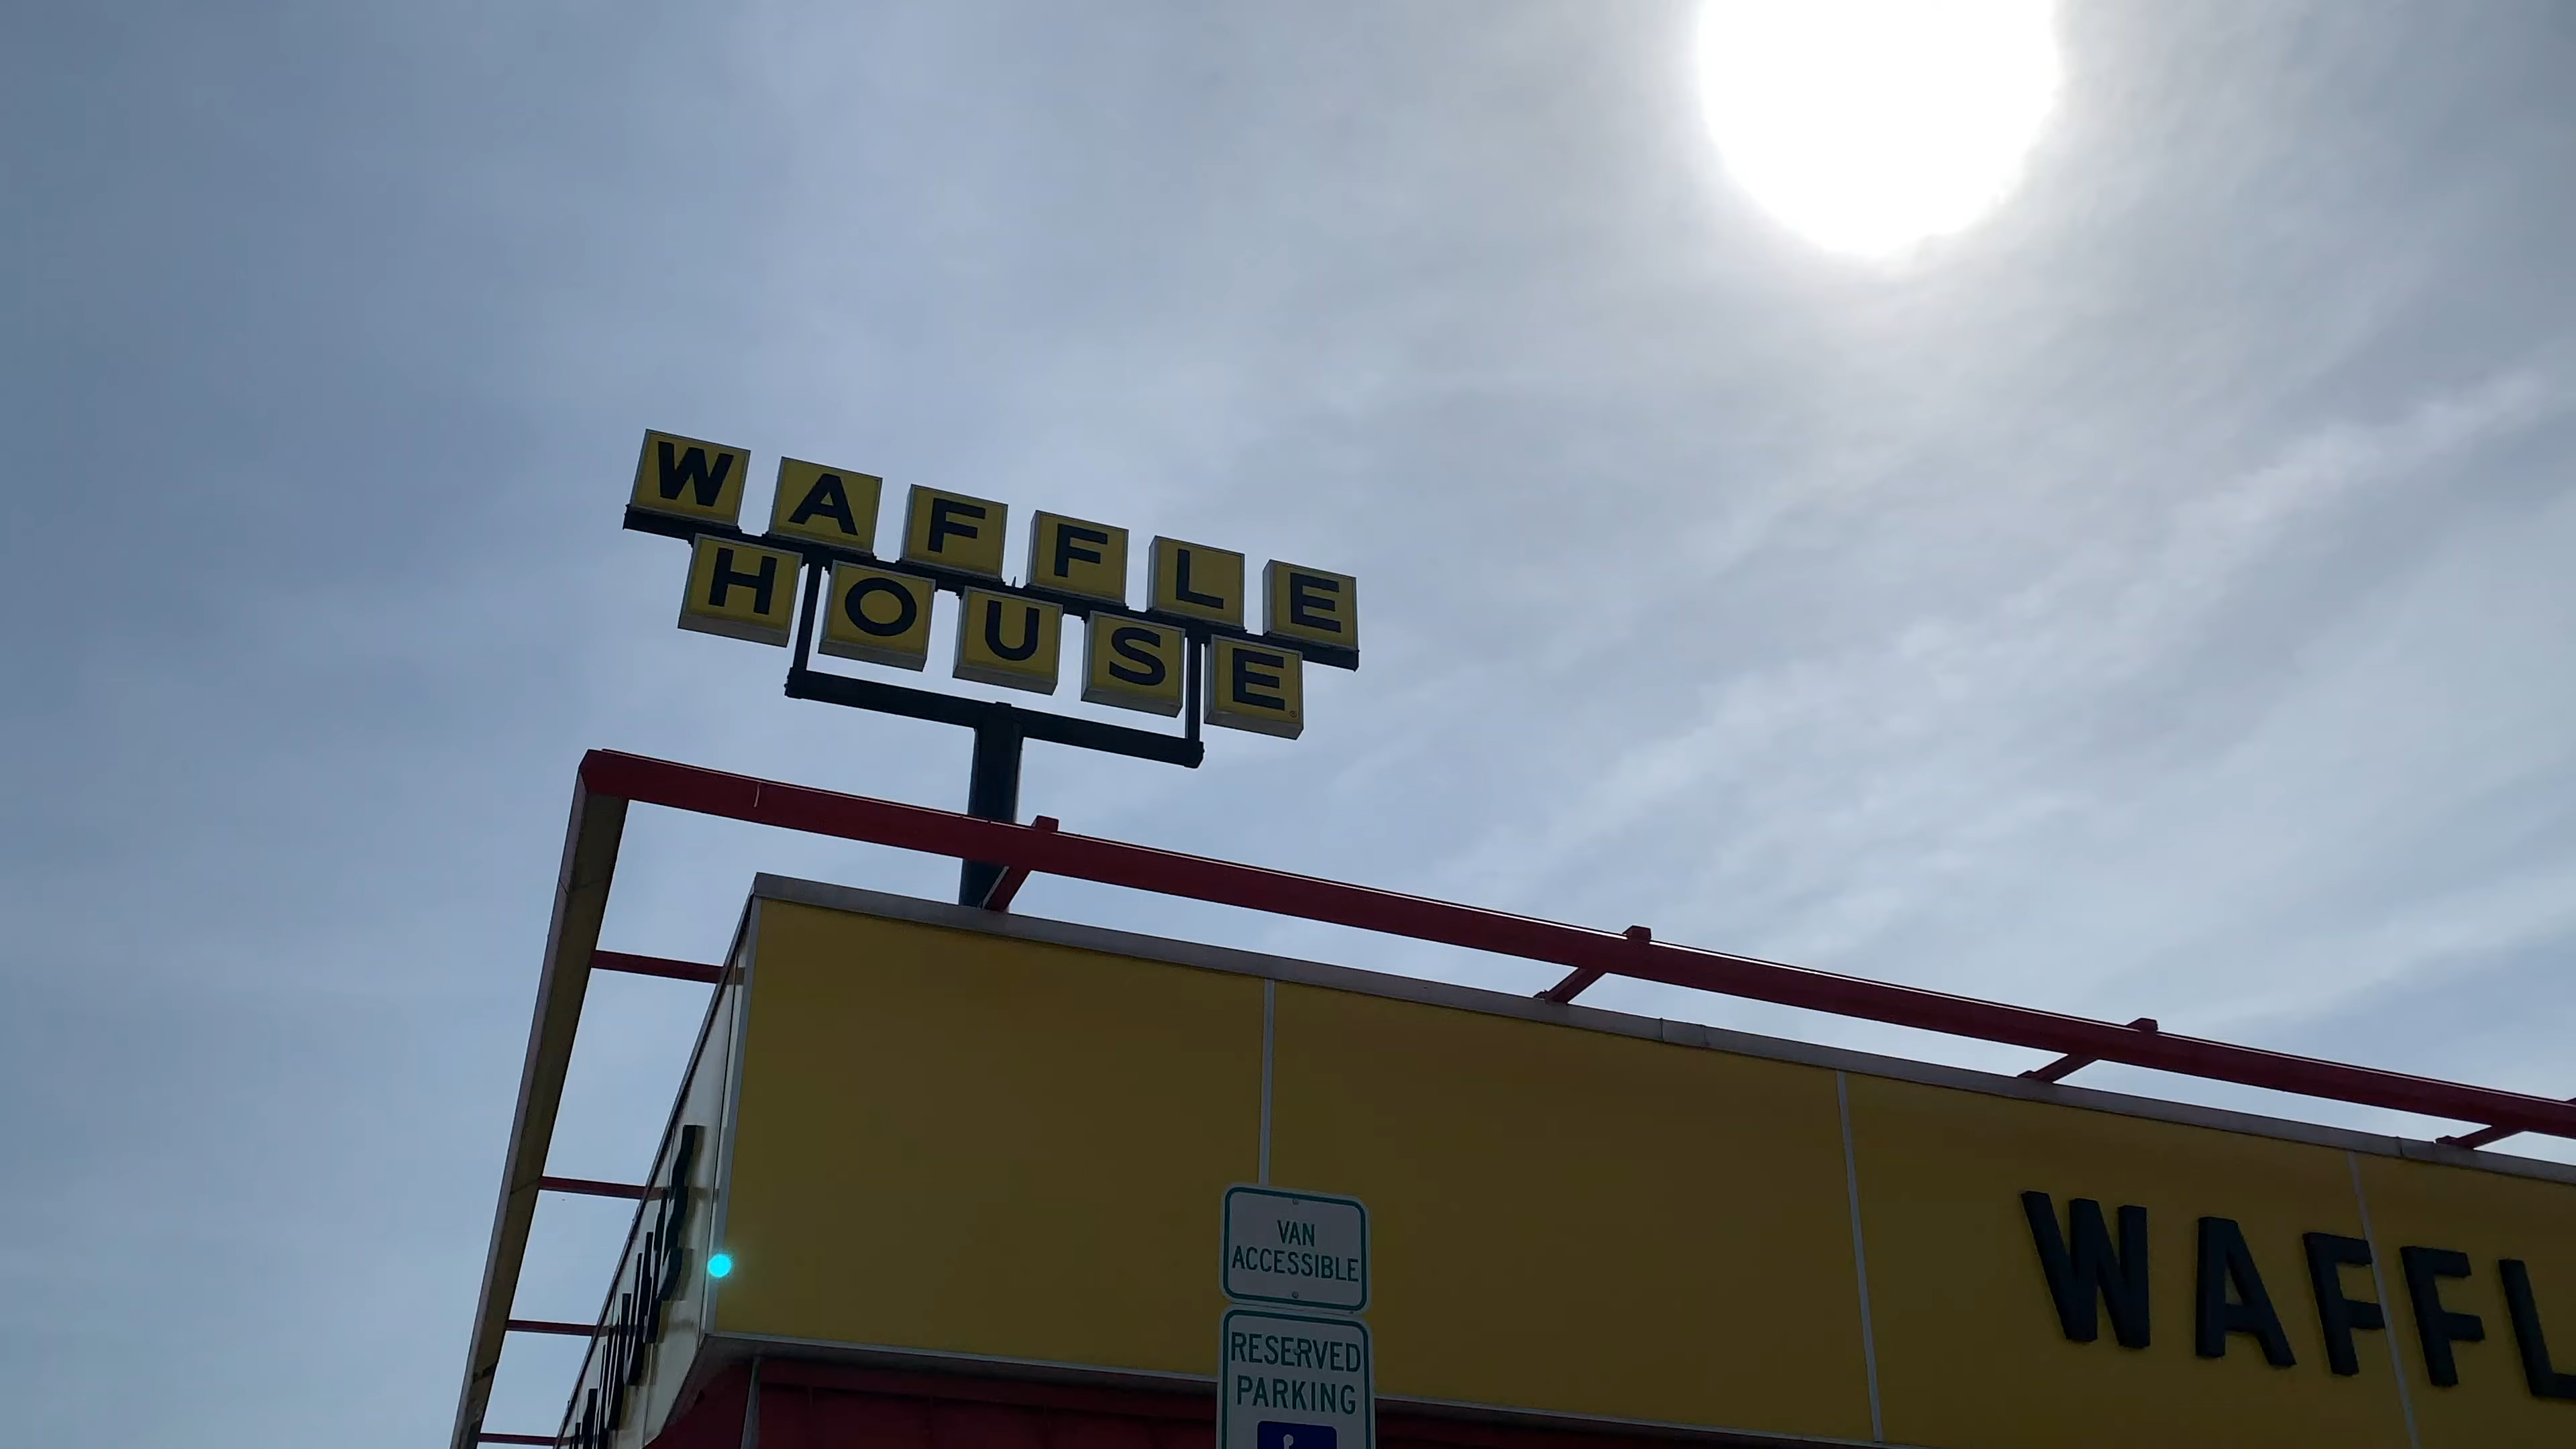 WAFFLE
HOUSE
VAN
ACCESSIBLE
RESERVED
PARKING
WAFFL